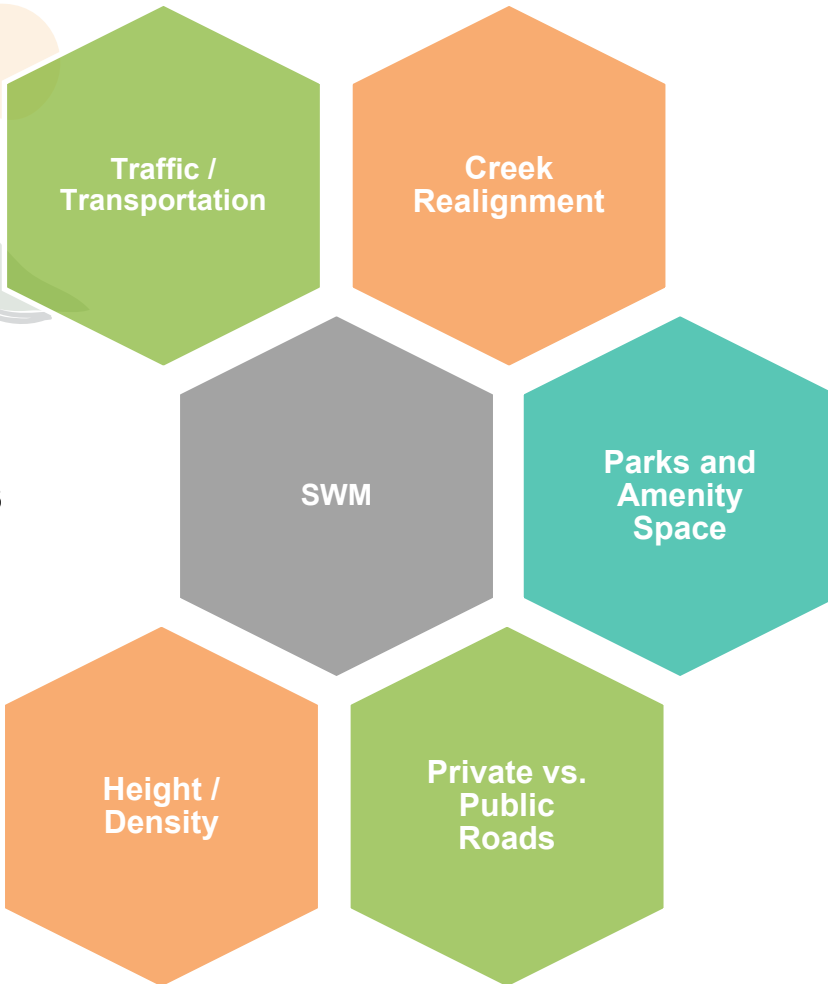 Traffic /
Transportation
Creek
Realignment
SWM
Parks and
Amenity
Space
Height /
Density
Private vs.
Public
Roads